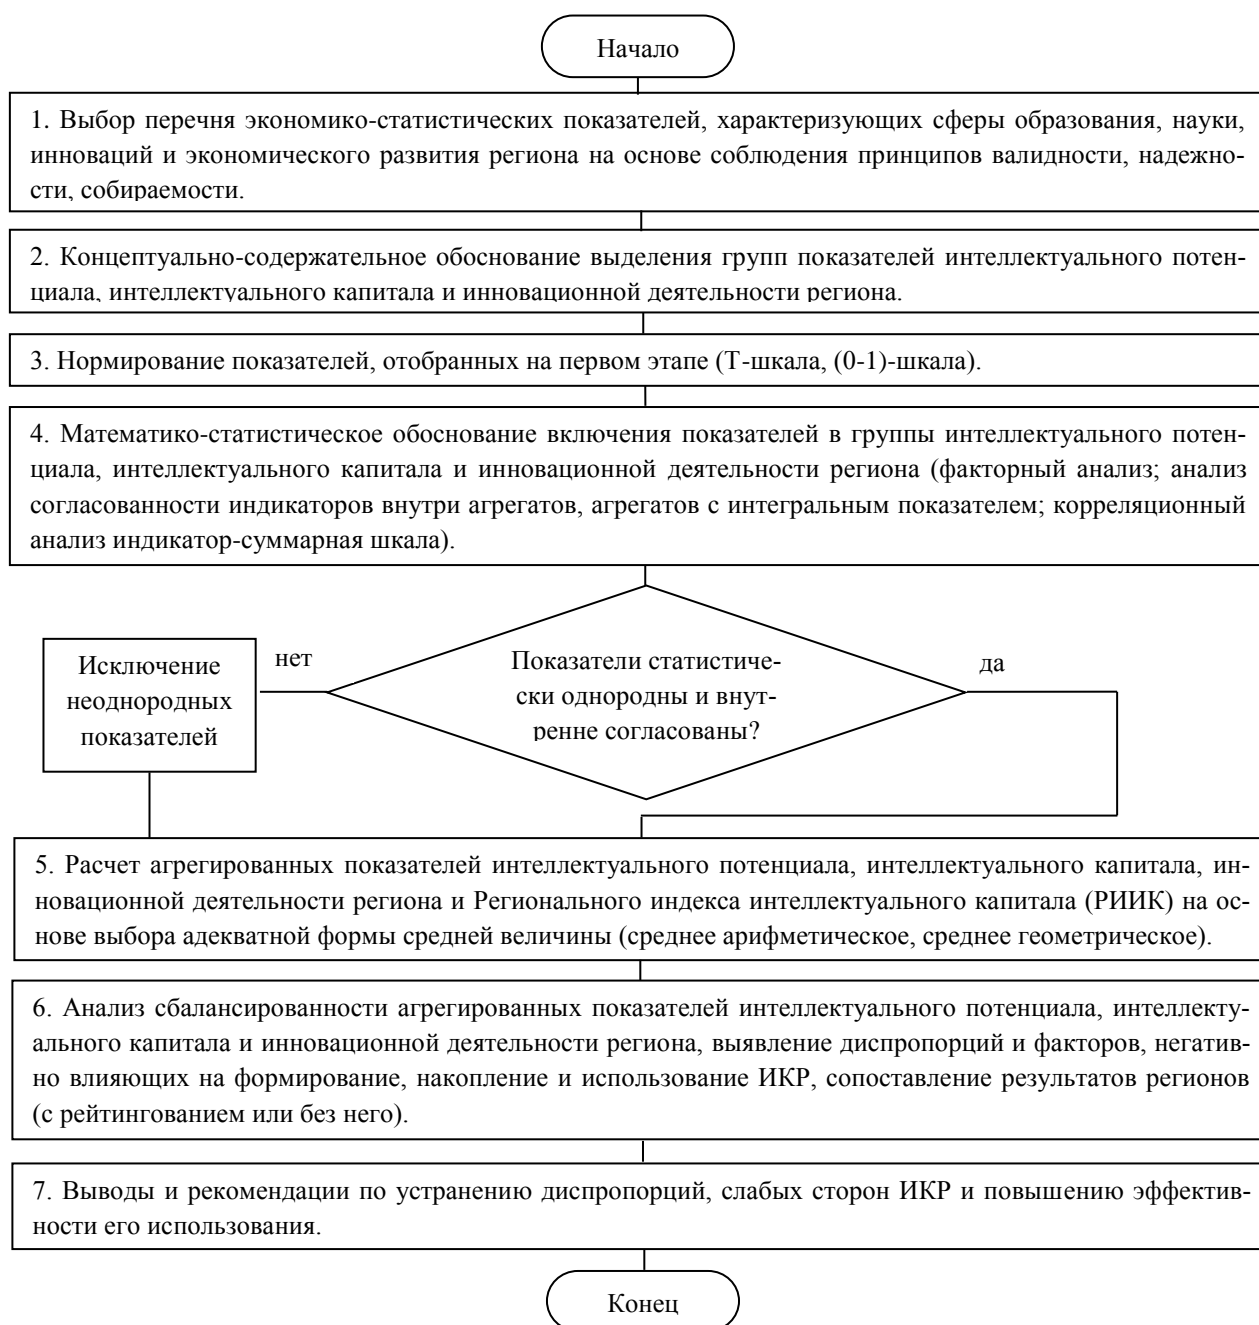 Начало
1. Выбор перечня экономико-статистических показателей, характеризующих сферы образования, науки,
инноваций и экономического развития региона на основе соблюдения принципов валидности, надежно-
сти, собираемости.
2. Концептуально-содержательное обоснование выделения групп показателей интеллектуального потен-
циала, интеллектуального капитала и инновационной деятельности региона.
3. Нормирование показателей, отобранных на первом этапе (Т-шкала, (0-1)-шкала).
4. Математико-статистическое обоснование включения показателей в группы интеллектуального потен-
циала, интеллектуального капитала и инновационной деятельности региона (факторный анализ; анализ
согласованности индикаторов внутри агрегатов, агрегатов с интегральным показателем; корреляционный
анализ индикатор-суммарная шкала).
Исключение
неоднородных
показателей
нет
Показатели статистиче-
ски однородны и внут-
ренне согласованы?
да
5. Расчет агрегированных показателей интеллектуального потенциала, интеллектуального капитала, ин-
новационной деятельности региона и Регионального индекса интеллектуального капитала (РИИК) на ос-
нове выбора адекватной формы средней величины (среднее арифметическое, среднее геометрическое).
6. Анализ сбалансированности агрегированных показателей интеллектуального потенциала, интеллекту-
ального капитала и инновационной деятельности региона, выявление диспропорций и факторов, негатив-
но влияющих на формирование, накопление и использование ИКР, сопоставление результатов регионов
(с рейтингованием или без него).
7. Выводы и рекомендации по устранению диспропорций, слабых сторон ИКР и повышению эффектив-
ности его использования.
Конец